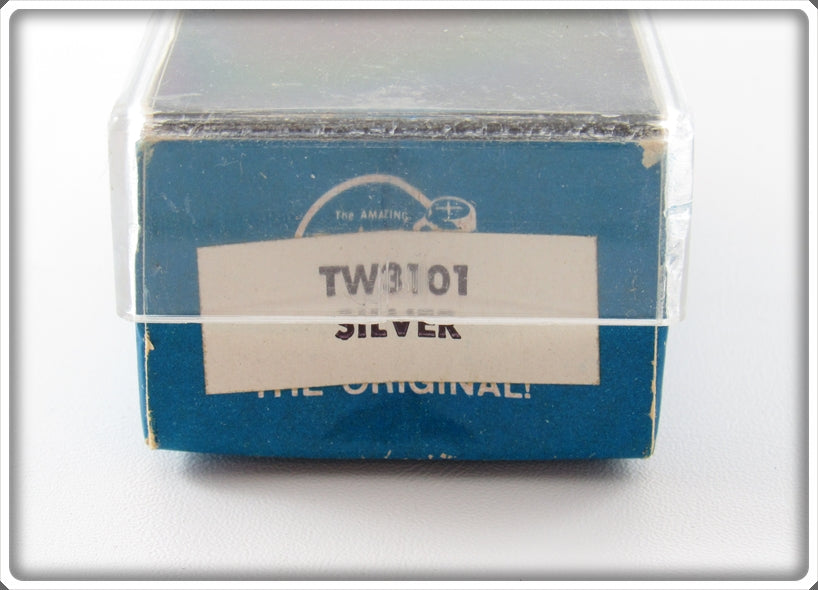 The AMAZING
TW3101
SILVER
THE ORIGINAL!